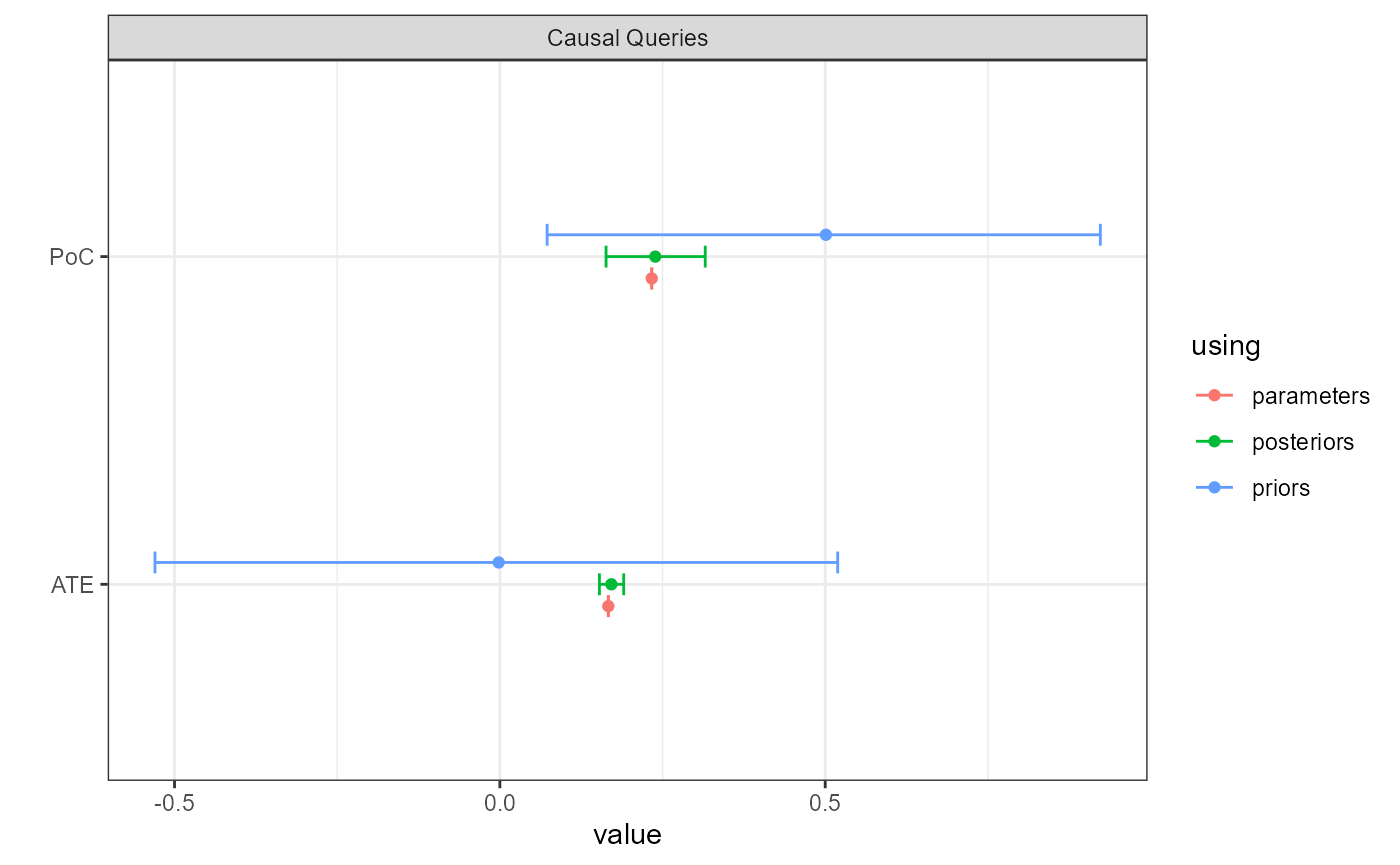 Causal Queries
PoC
ATE
-0.5
0.0
0.5
value
using
parameters
posteriors
priors